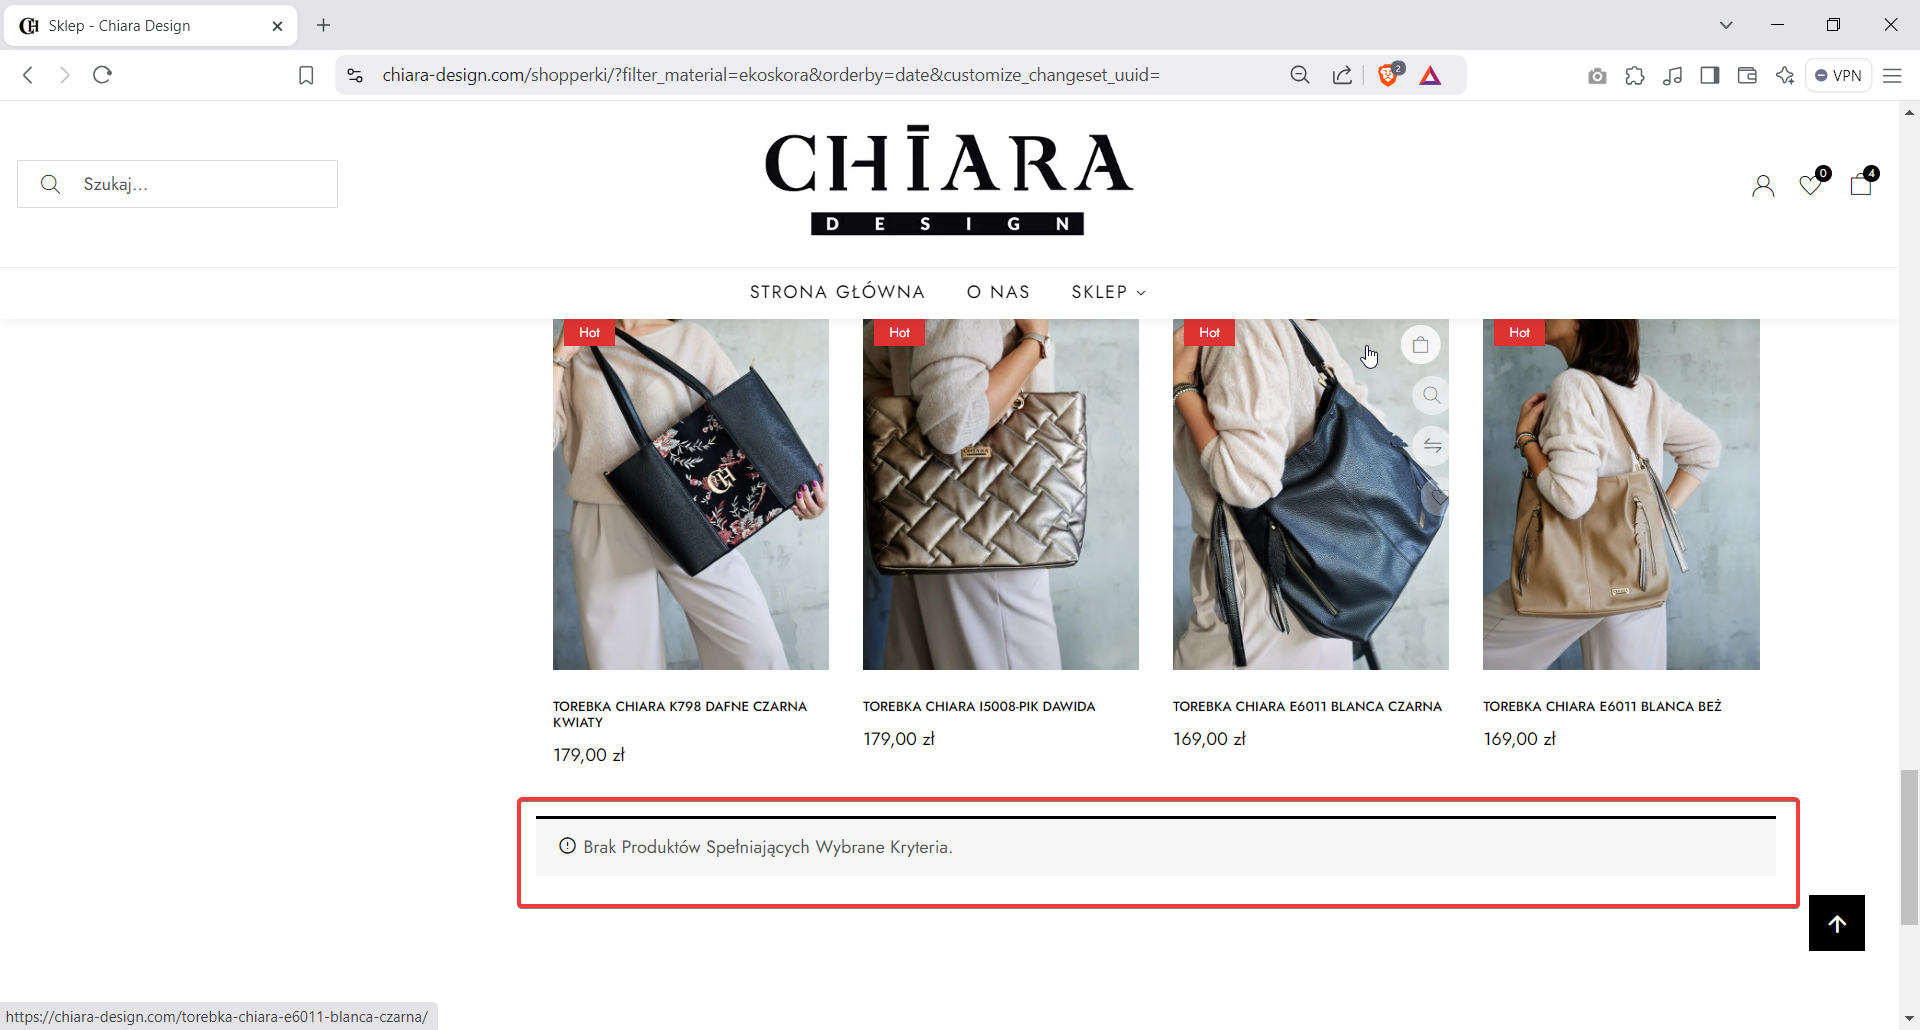 Sklep - Chiara Design
chiara-design.com/shopperki/?filter_material=ekoskora&orderby=date&customize_changeset_uuid=
2
VPN
Szukaj...
CHIARA
DESIGN
0
4
STRONA GŁÓWNA
O NAS
SKLEP
Hot
Hot
Hot
Hot
CHIARA
TOREBKA CHIARA K798 DAFNE CZARNA
KWIATY
179,00 zł
TOREBKA CHIARA I5008-PIK DAWIDA
179,00 zł
TOREBKA CHIARA E6011 BLANCA CZARNA
169,00 zł
TOREBKA CHIARA E6011 BLANCA BEŻ
169,00 zł
Brak Produktów Spełniających Wybrane Kryteria.
https://chiara-design.com/torebka-chiara-e6011-blanca-czarna/